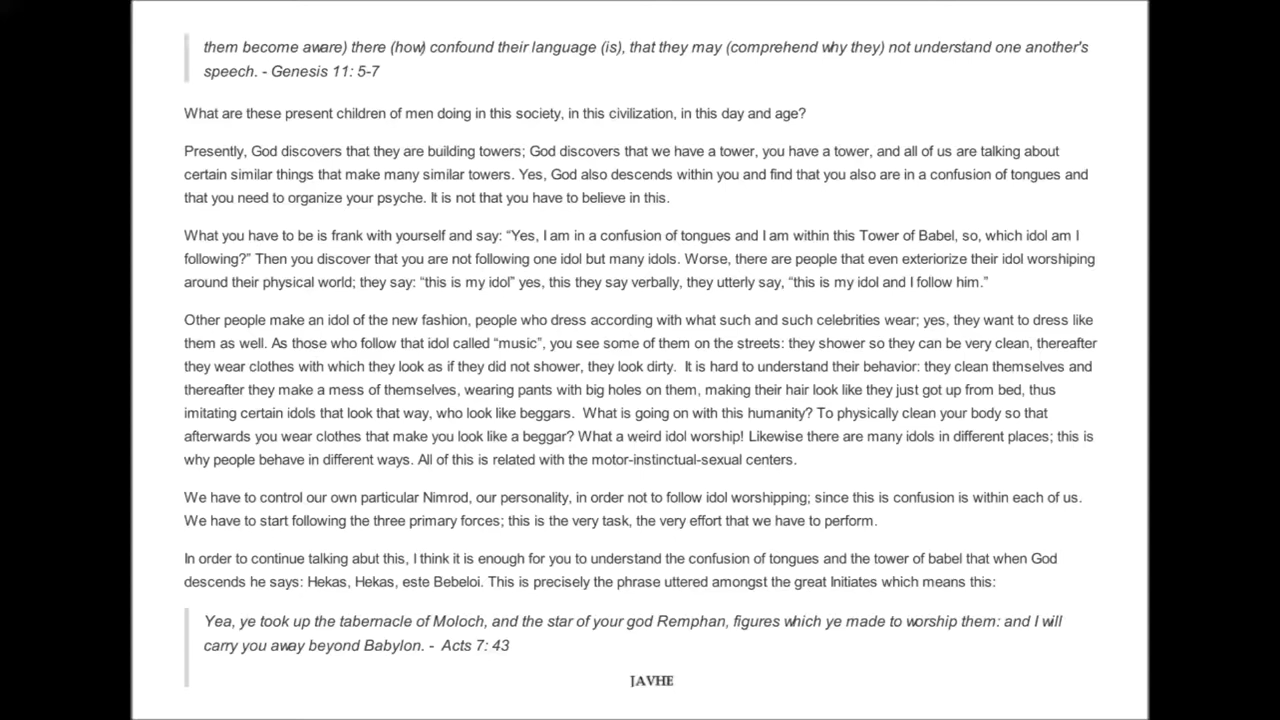 them become aware) there (how) confound their language (is), that they may (comprehend why they) not understand one another's
speech. - Genesis 11: 5-7
What are these present children of men doing in this society, in this civilization, in this day and age?
Presently, God discovers that they are building towers; God discovers that we have a tower, you have a tower, and all of us are talking about
certain similar things that make many similar towers. Yes, God also descends within you and find that you also are in a confusion of tongues and
that you need to organize your psyche. It is not that you have to believe in this.
What you have to be is frank with yourself and say: “Yes, I am in a confusion of tongues and I am within this Tower of Babel, so, which idol am I
following?” Then you discover that you are not following one idol but many idols. Worse, there are people that even exteriorize their idol worshiping
around their physical world; they say: “this is my idol” yes, this they say verbally, they utterly say, “this is my idol and I follow him.”
Other people make an idol of the new fashion, people who dress according with what such and such celebrities wear; yes, they want to dress like
them as well. As those who follow that idol called “music”, you see some of them on the streets: they shower so they can be very clean, thereafter
they wear clothes with which they look as if they did not shower, they look dirty.  It is hard to understand their behavior: they clean themselves and
thereafter they make a mess of themselves, wearing pants with big holes on them, making their hair look like they just got up from bed, thus
imitating certain idols that look that way, who look like beggars.  What is going on with this humanity? To physically clean your body so that
afterwards you wear clothes that make you look like a beggar? What a weird idol worship! Likewise there are many idols in different places; this is
why people behave in different ways. All of this is related with the motor-instinctual-sexual centers.
We have to control our own particular Nimrod, our personality, in order not to follow idol worshipping; since this is confusion is within each of us.
We have to start following the three primary forces; this is the very task, the very effort that we have to perform.
In order to continue talking abut this, I think it is enough for you to understand the confusion of tongues and the tower of babel that when God
descends he says: Hekas, Hekas, este Bebeloi. This is precisely the phrase uttered amongst the great Initiates which means this:
Yea, ye took up the tabernacle of Moloch, and the star of your god Remphan, figures which ye made to worship them: and I will
carry you away beyond Babylon. -  Acts 7: 43
JAVHE